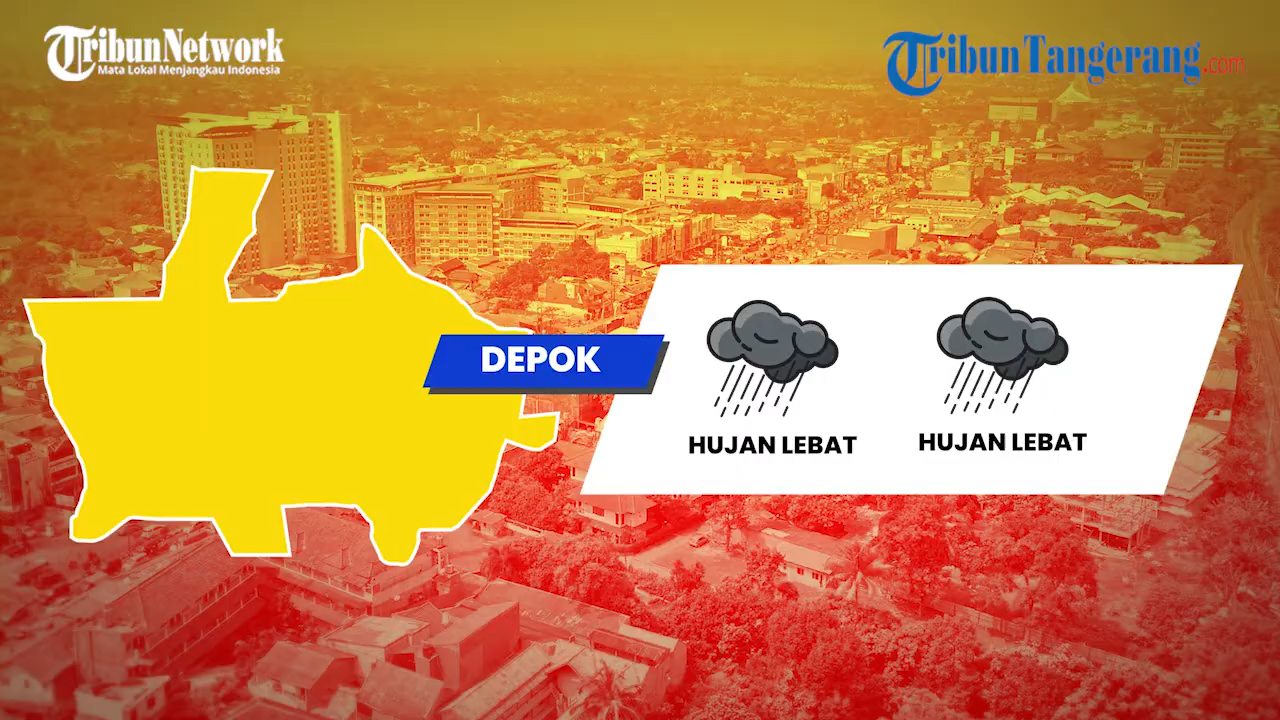 TribunNetwork
Mata Lokal Menjangkau Indonesia
TribunTangerang.com
DEPOK
HUJAN LEBAT
HUJAN LEBAT